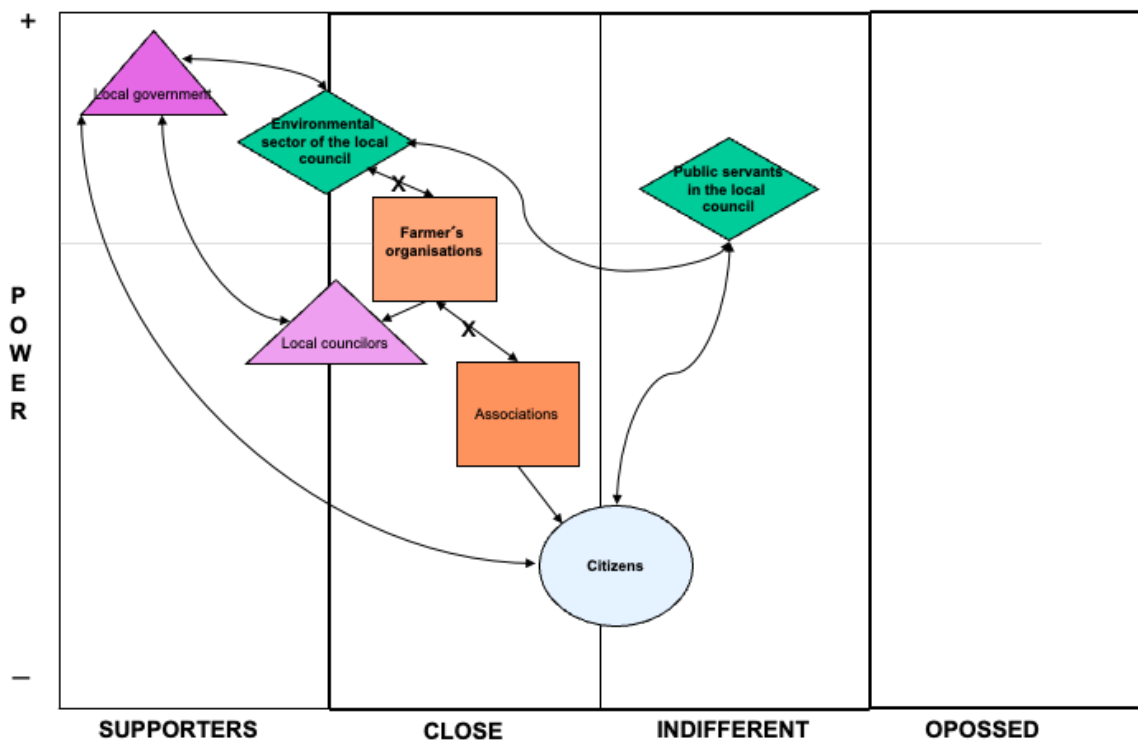 +
Local government
Environmental
sector of the local
council
Public servants
in the local
council
X
Farmer´s
organisations
P
O
W
E
R
Local councilors
X
Associations
Citizens
–
SUPPORTERS
CLOSE
INDIFFERENT
OPOSSED